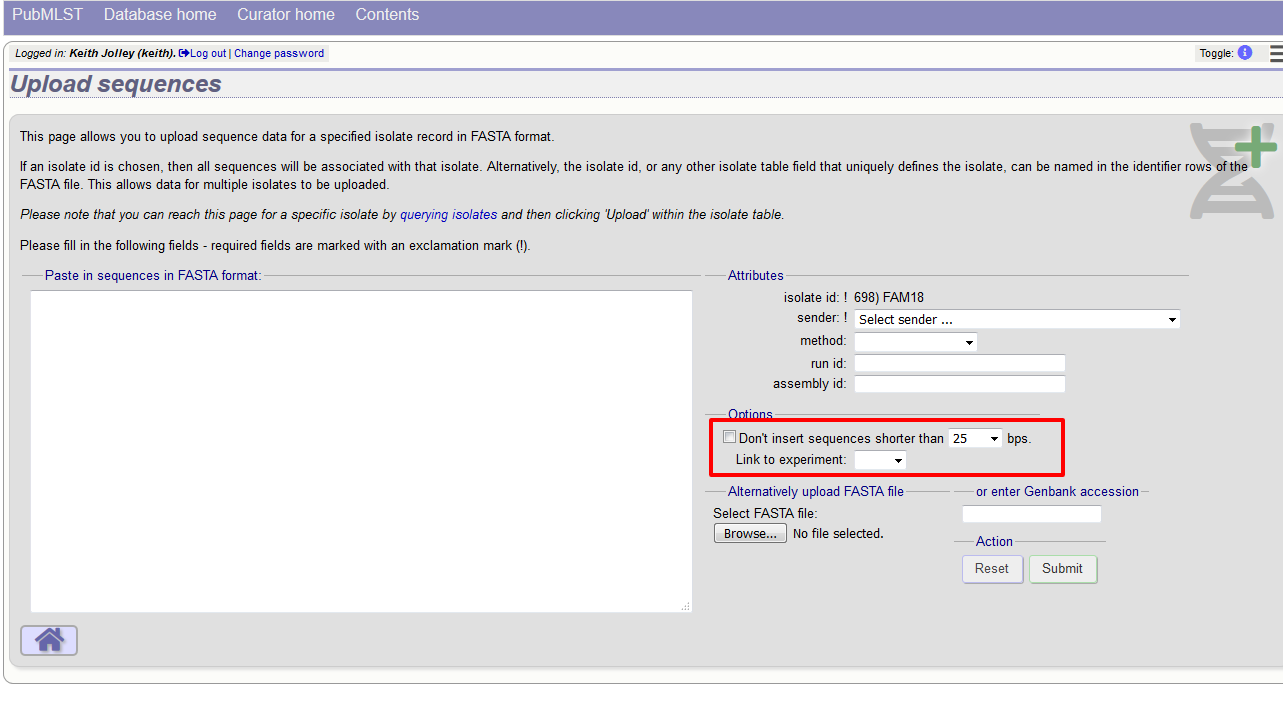 PubMLST Database home Curator home Contents
Logged in: Keith Jolley (keith). Log out | Change password
Toggle: i
Upload sequences
This page allows you to upload sequence data for a specified isolate record in FASTA format.
If an isolate id is chosen, then all sequences will be associated with that isolate. Alternatively, the isolate id, or any other isolate table field that uniquely defines the isolate, can be named in the identifier rows of the
FASTA file. This allows data for multiple isolates to be uploaded.
Please note that you can reach this page for a specific isolate by querying isolates and then clicking 'Upload' within the isolate table.
Please fill in the following fields - required fields are marked with an exclamation mark (!).
Paste in sequences in FASTA format:
Attributes
isolate id: ! 698) FAM18
sender: ! Select sender ...
method:
run id:
assembly id:
Options
Don't insert sequences shorter than 25 bps.
Link to experiment:
Alternatively upload FASTA file
Select FASTA file:
Browse... No file selected.
or enter Genbank accession
Action
Reset Submit